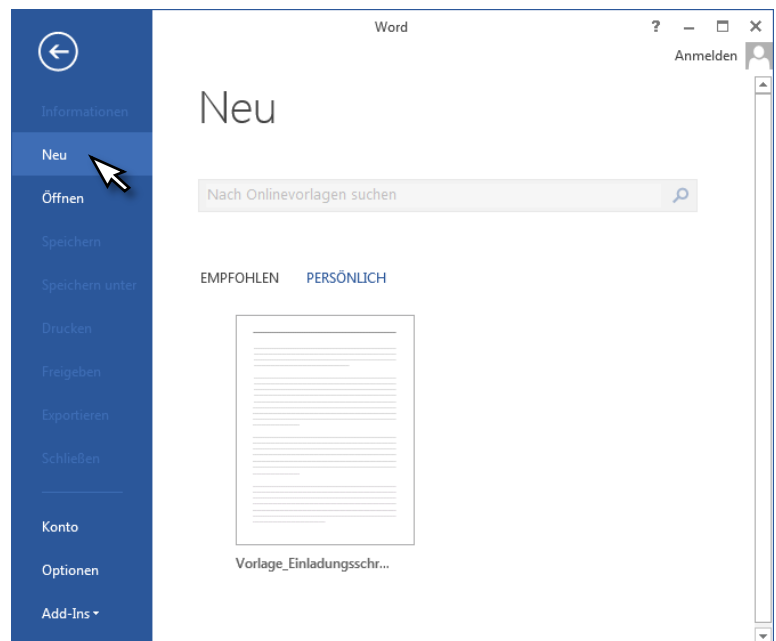 Word
?
Anmelden
Informationen
Neu
Öffnen
Speichern
Speichern unter
Drucken
Freigeben
Exportieren
Schließen
Konto
Optionen
Add-Ins
Neu
Nach Onlinevorlagen suchen
EMPFOHLEN PERSÖNLICH
Vorlage_Einladungsschr...